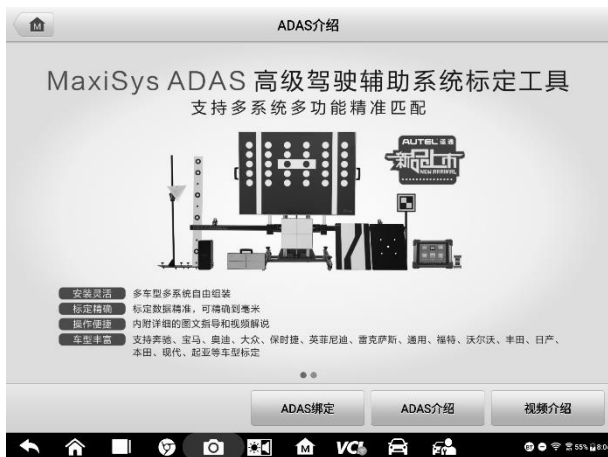 ADAS介绍
MaxiSys ADAS 高级驾驶辅助系统标定工具
支持多系统多功能精准匹配
AUTEL 道通
新品上市
NEW ARRIVAL
安装灵活 多车型多系统自由组装
标定精确 标定数据精准，可精确到毫米
操作便捷 内附详细的图文指导和视频解说
车型丰富 支持奔驰、宝马、奥迪、大众、保时捷、英菲尼迪、雷克萨斯、通用、福特、沃尔沃、丰田、日产、
本田、现代、起亚等车型标定
ADAS绑定 ADAS介绍 视频介绍
M VCI 55% 8:0